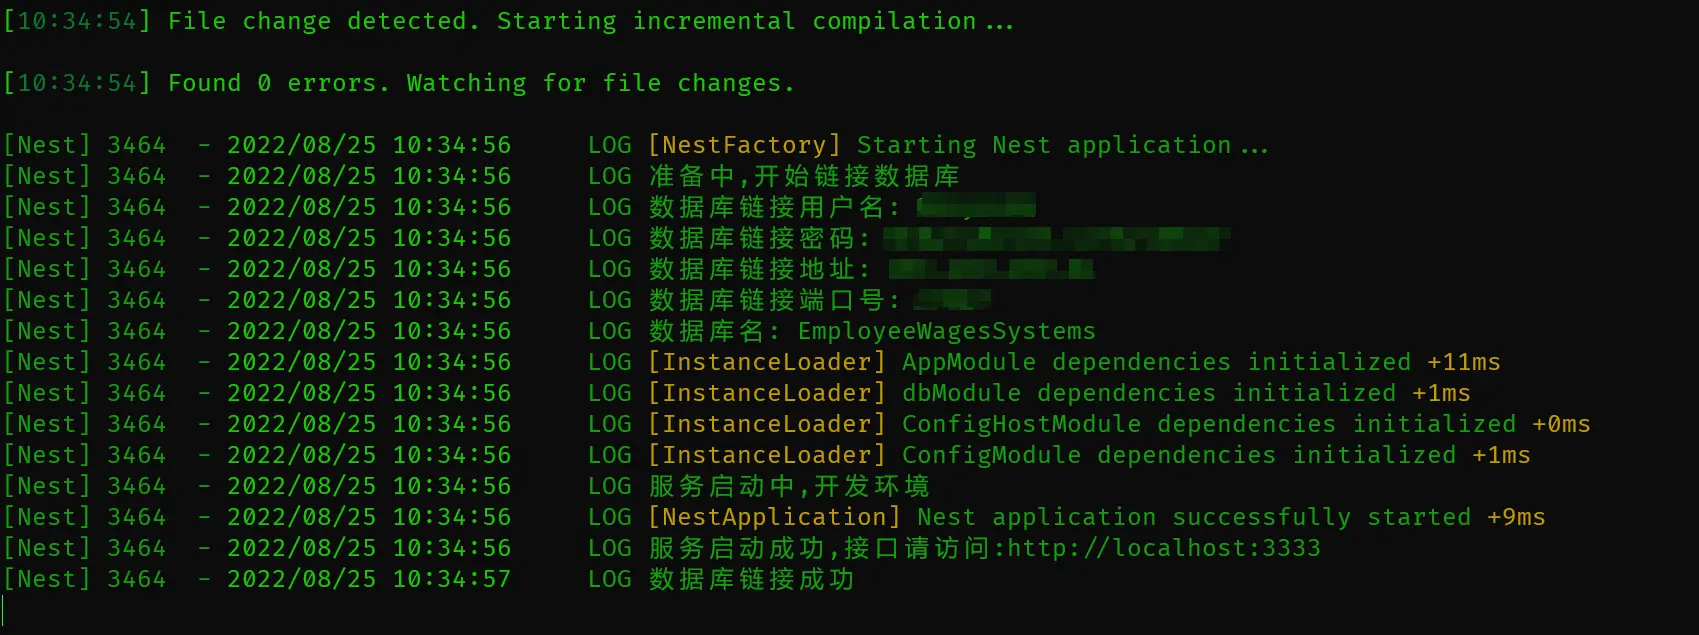 [10:34:54] File change detected. Starting incremental compilation...
[10:34:54] Found 0 errors. Watching for file changes.
[Nest] 3464  - 2022/08/25 10:34:56     LOG [NestFactory] Starting Nest application...
[Nest] 3464  - 2022/08/25 10:34:56     LOG 准备中,开始链接数据库
[Nest] 3464  - 2022/08/25 10:34:56     LOG 数据库链接用户名:
[Nest] 3464  - 2022/08/25 10:34:56     LOG 数据库链接密码:
[Nest] 3464  - 2022/08/25 10:34:56     LOG 数据库链接地址:
[Nest] 3464  - 2022/08/25 10:34:56     LOG 数据库链接端口号:
[Nest] 3464  - 2022/08/25 10:34:56     LOG 数据库名: EmployeeWagesSystems
[Nest] 3464  - 2022/08/25 10:34:56     LOG [InstanceLoader] AppModule dependencies initialized +11ms
[Nest] 3464  - 2022/08/25 10:34:56     LOG [InstanceLoader] dbModule dependencies initialized +1ms
[Nest] 3464  - 2022/08/25 10:34:56     LOG [InstanceLoader] ConfigHostModule dependencies initialized +0ms
[Nest] 3464  - 2022/08/25 10:34:56     LOG [InstanceLoader] ConfigModule dependencies initialized +1ms
[Nest] 3464  - 2022/08/25 10:34:56     LOG 服务启动中,开发环境
[Nest] 3464  - 2022/08/25 10:34:56     LOG [NestApplication] Nest application successfully started +9ms
[Nest] 3464  - 2022/08/25 10:34:56     LOG 服务启动成功,接口请访问:http://localhost:3333
[Nest] 3464  - 2022/08/25 10:34:57     LOG 数据库链接成功